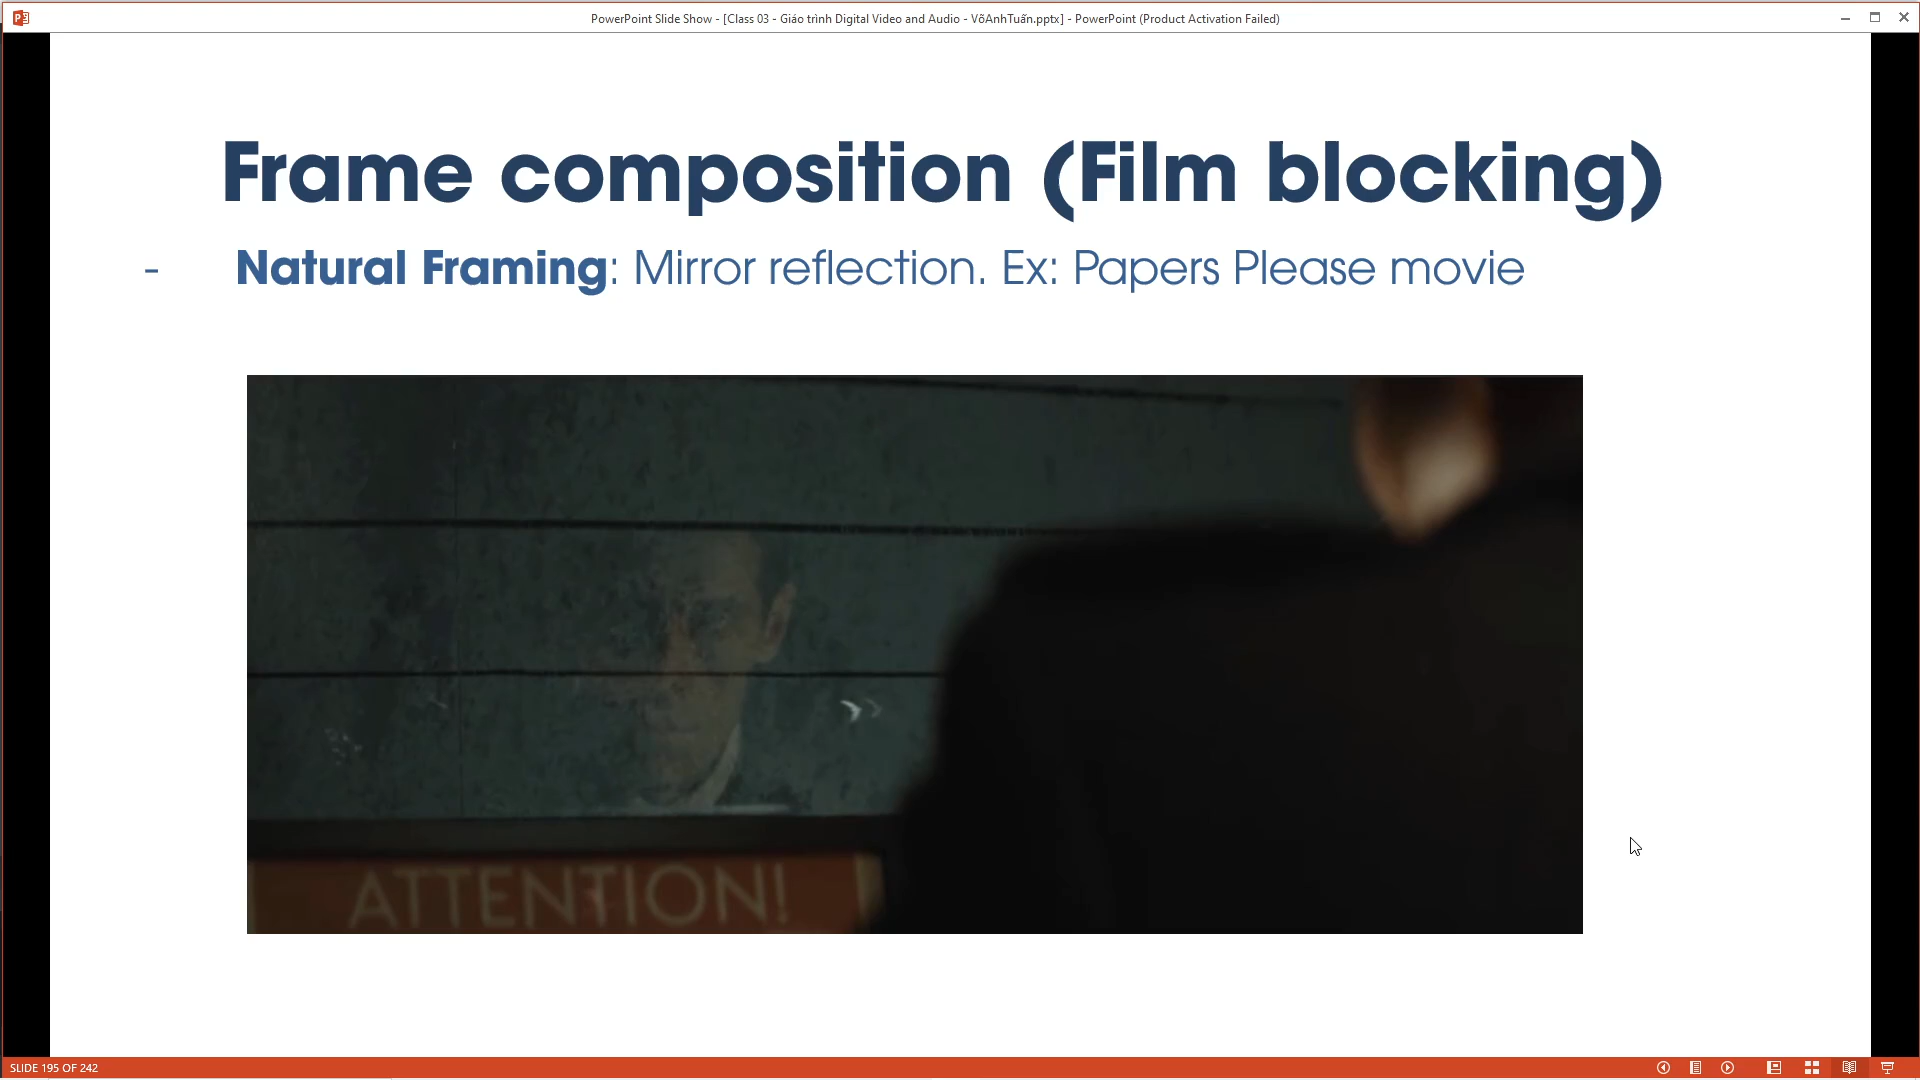 PowerPoint Slide Show - [Class 03 - Giáo trình Digital Video and Audio - VõAnhTuấn.pptx] - PowerPoint (Product Activation Failed)
Frame composition (Film blocking)
- Natural Framing: Mirror reflection. Ex: Papers Please movie
ATTENTION!
SLIDE 195 OF 242